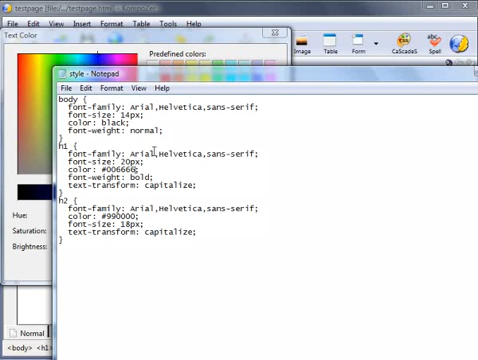 testpage [file:/.../testpage.html] - KompoZer
File Edit View Insert Format Table Tools Help
Text Color
Predefined colors:
Image Table Form CaScadeS Spell
style - Notepad
File Edit Format View Help
body {
font-family: Arial,Helvetica,sans-serif;
font-size: 14px;
color: black;
font-weight: normal;
}
h1 {
font-family: Arial,Helvetica,sans-serif;
font-size: 20px;
color: #006666;
font-weight: bold;
text-transform: capitalize;
}
h2 {
font-family: Arial,Helvetica,sans-serif;
color: #990000;
font-size: 18px;
text-transform: capitalize;
}
Hue:
Saturation:
Brightness:
Normal
<body> <h1>